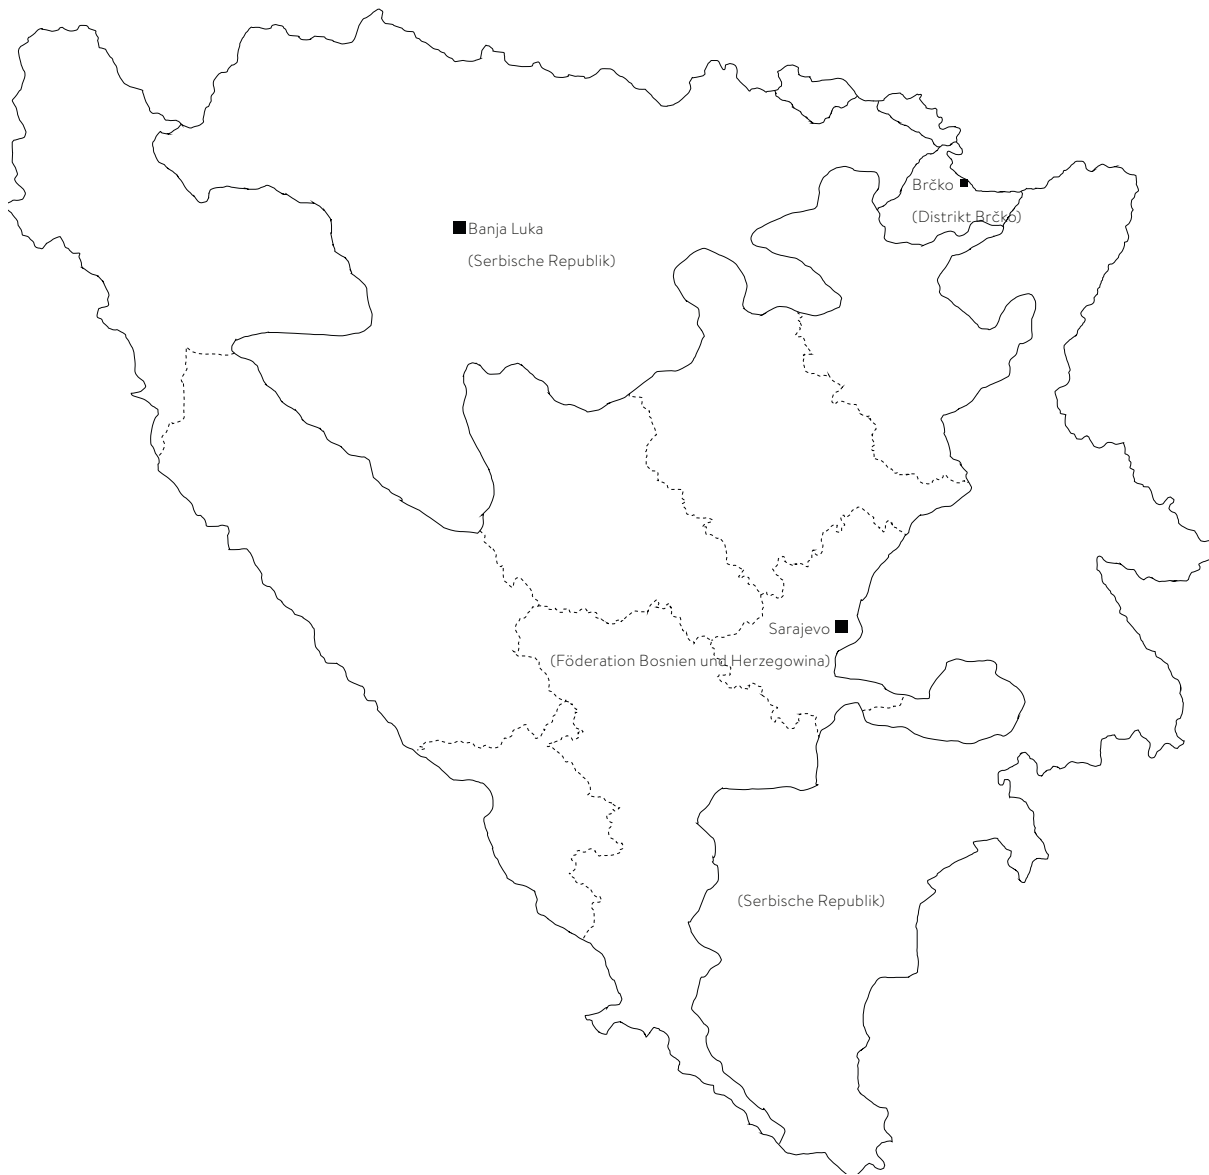 Brčko
(Distrikt Brčko)
Banja Luka
(Serbische Republik)
Sarajevo
(Föderation Bosnien und Herzegowina)
(Serbische Republik)